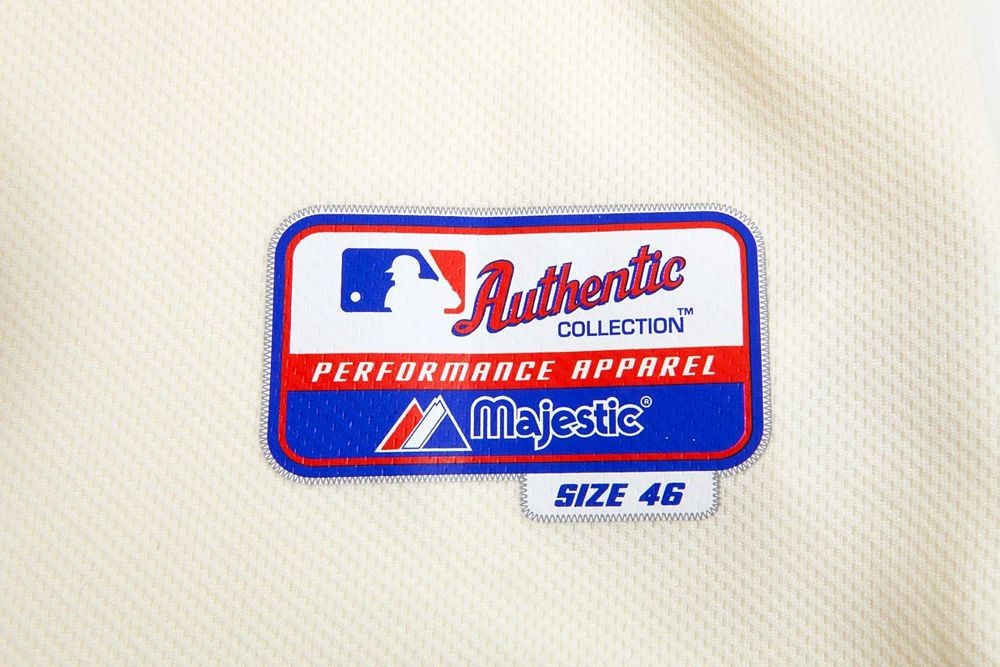 Authentic
COLLECTION™
PERFORMANCE APPAREL
Majestic®
SIZE 46